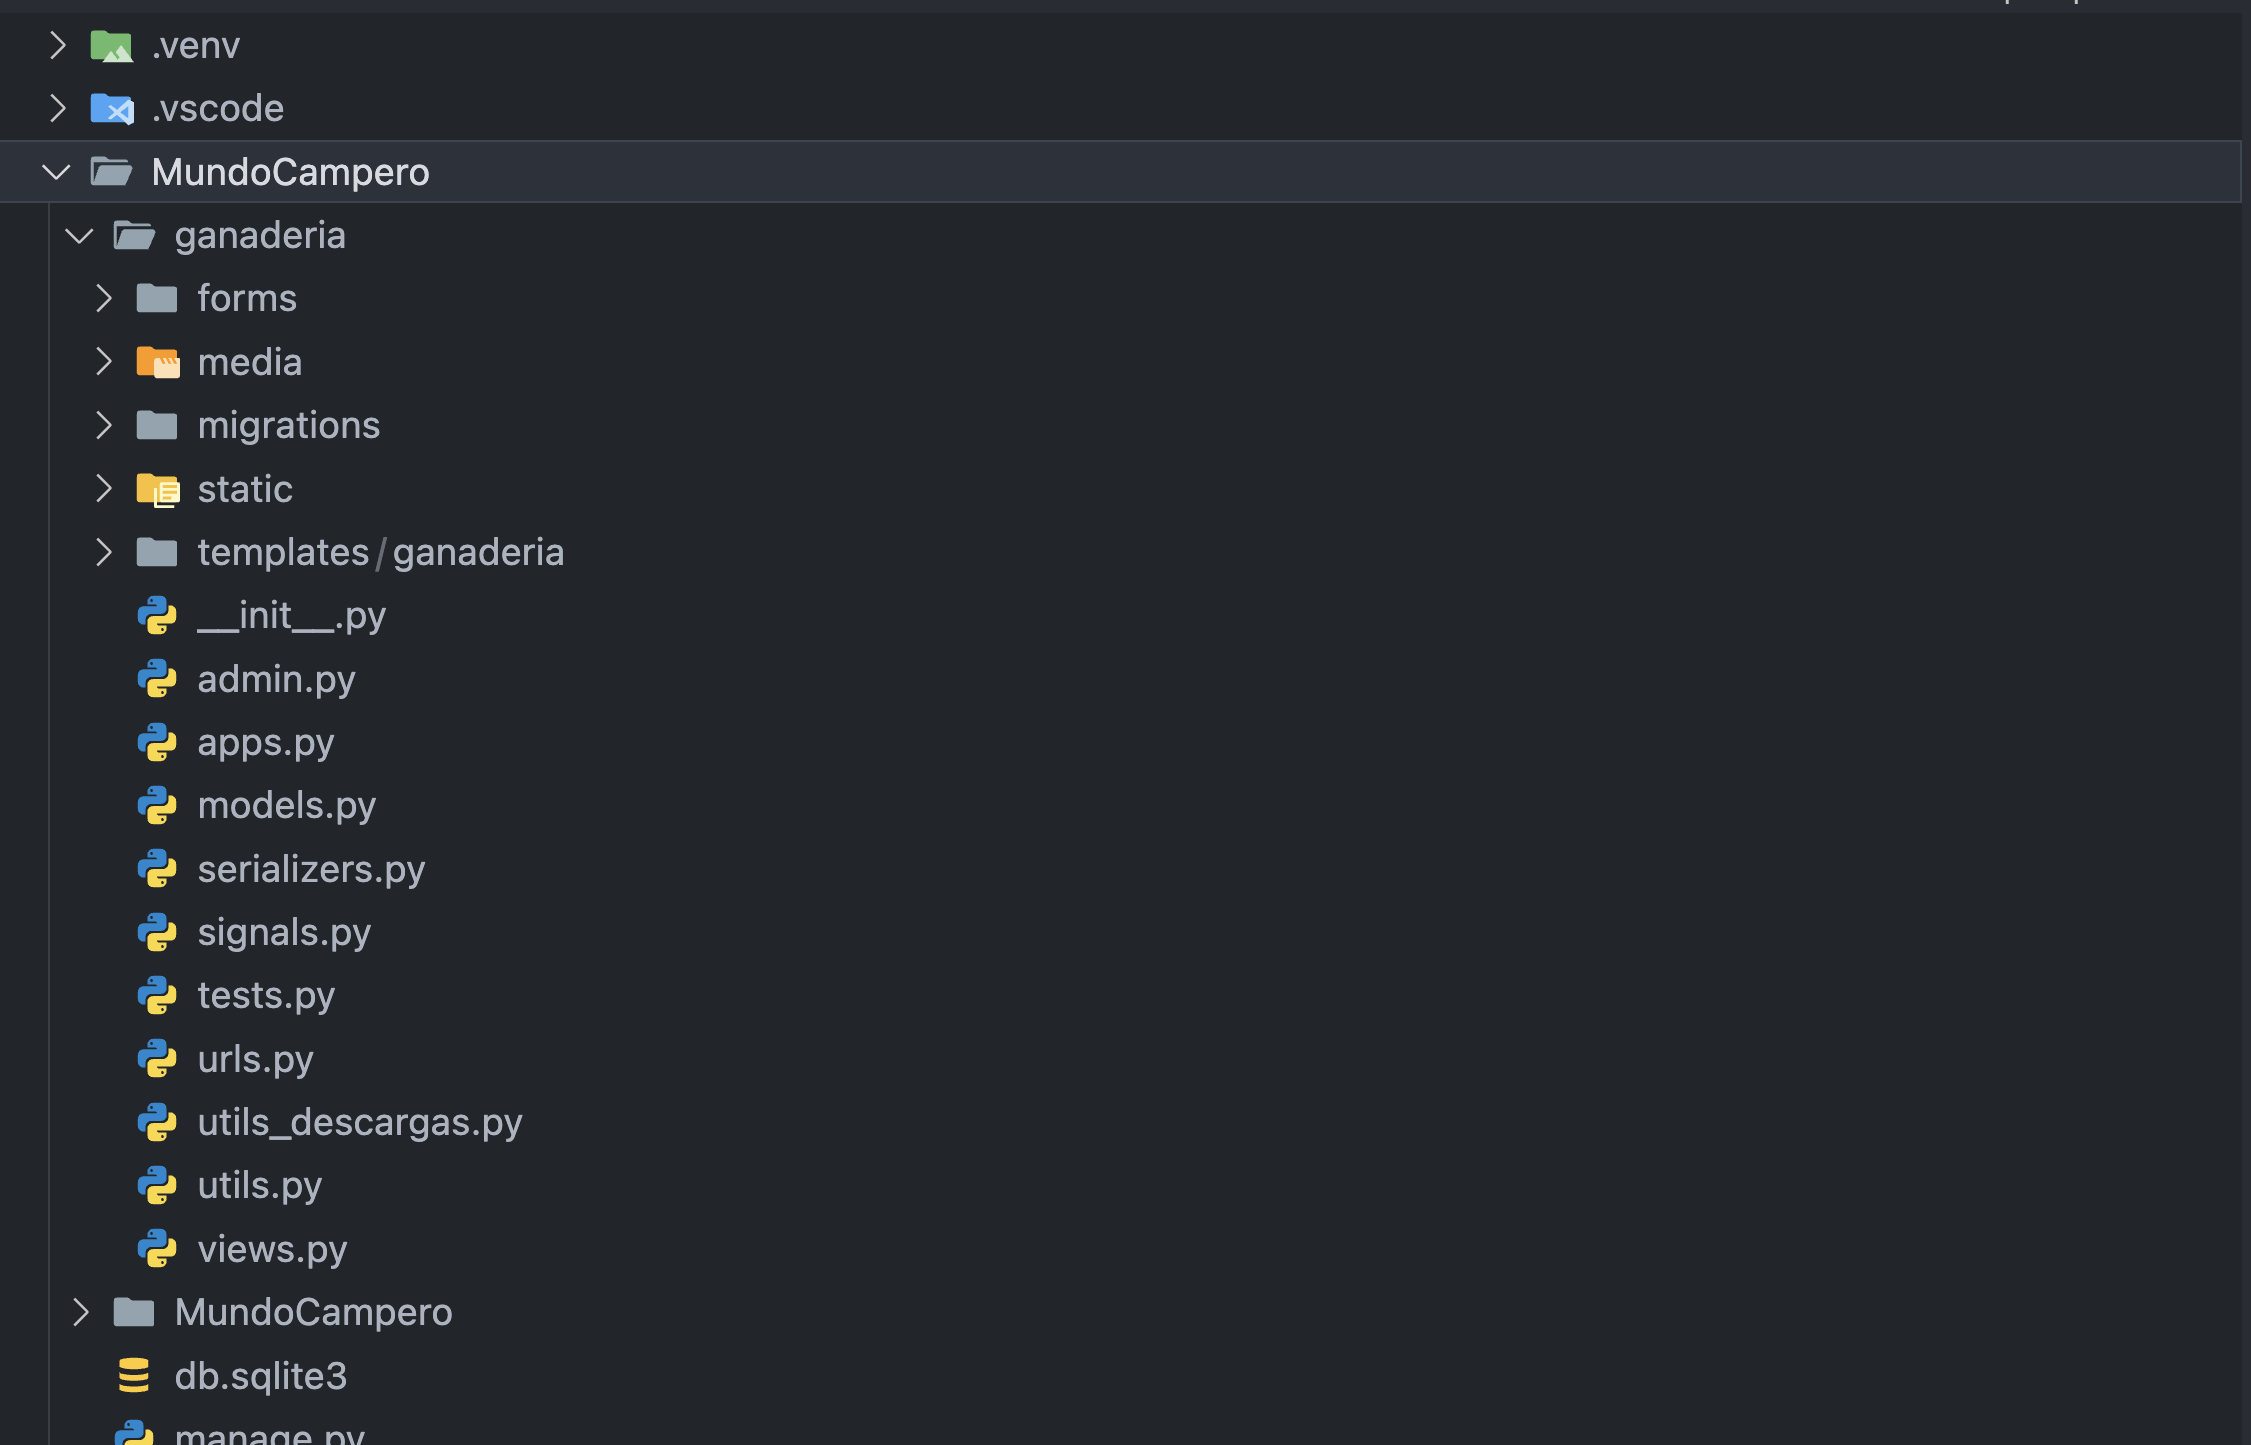 .venv
.vscode
MundoCampero
ganaderia
forms
media
migrations
static
templates/ganaderia
__init__.py
admin.py
apps.py
models.py
serializers.py
signals.py
tests.py
urls.py
utils_descargas.py
utils.py
views.py
MundoCampero
db.sqlite3
manage.py